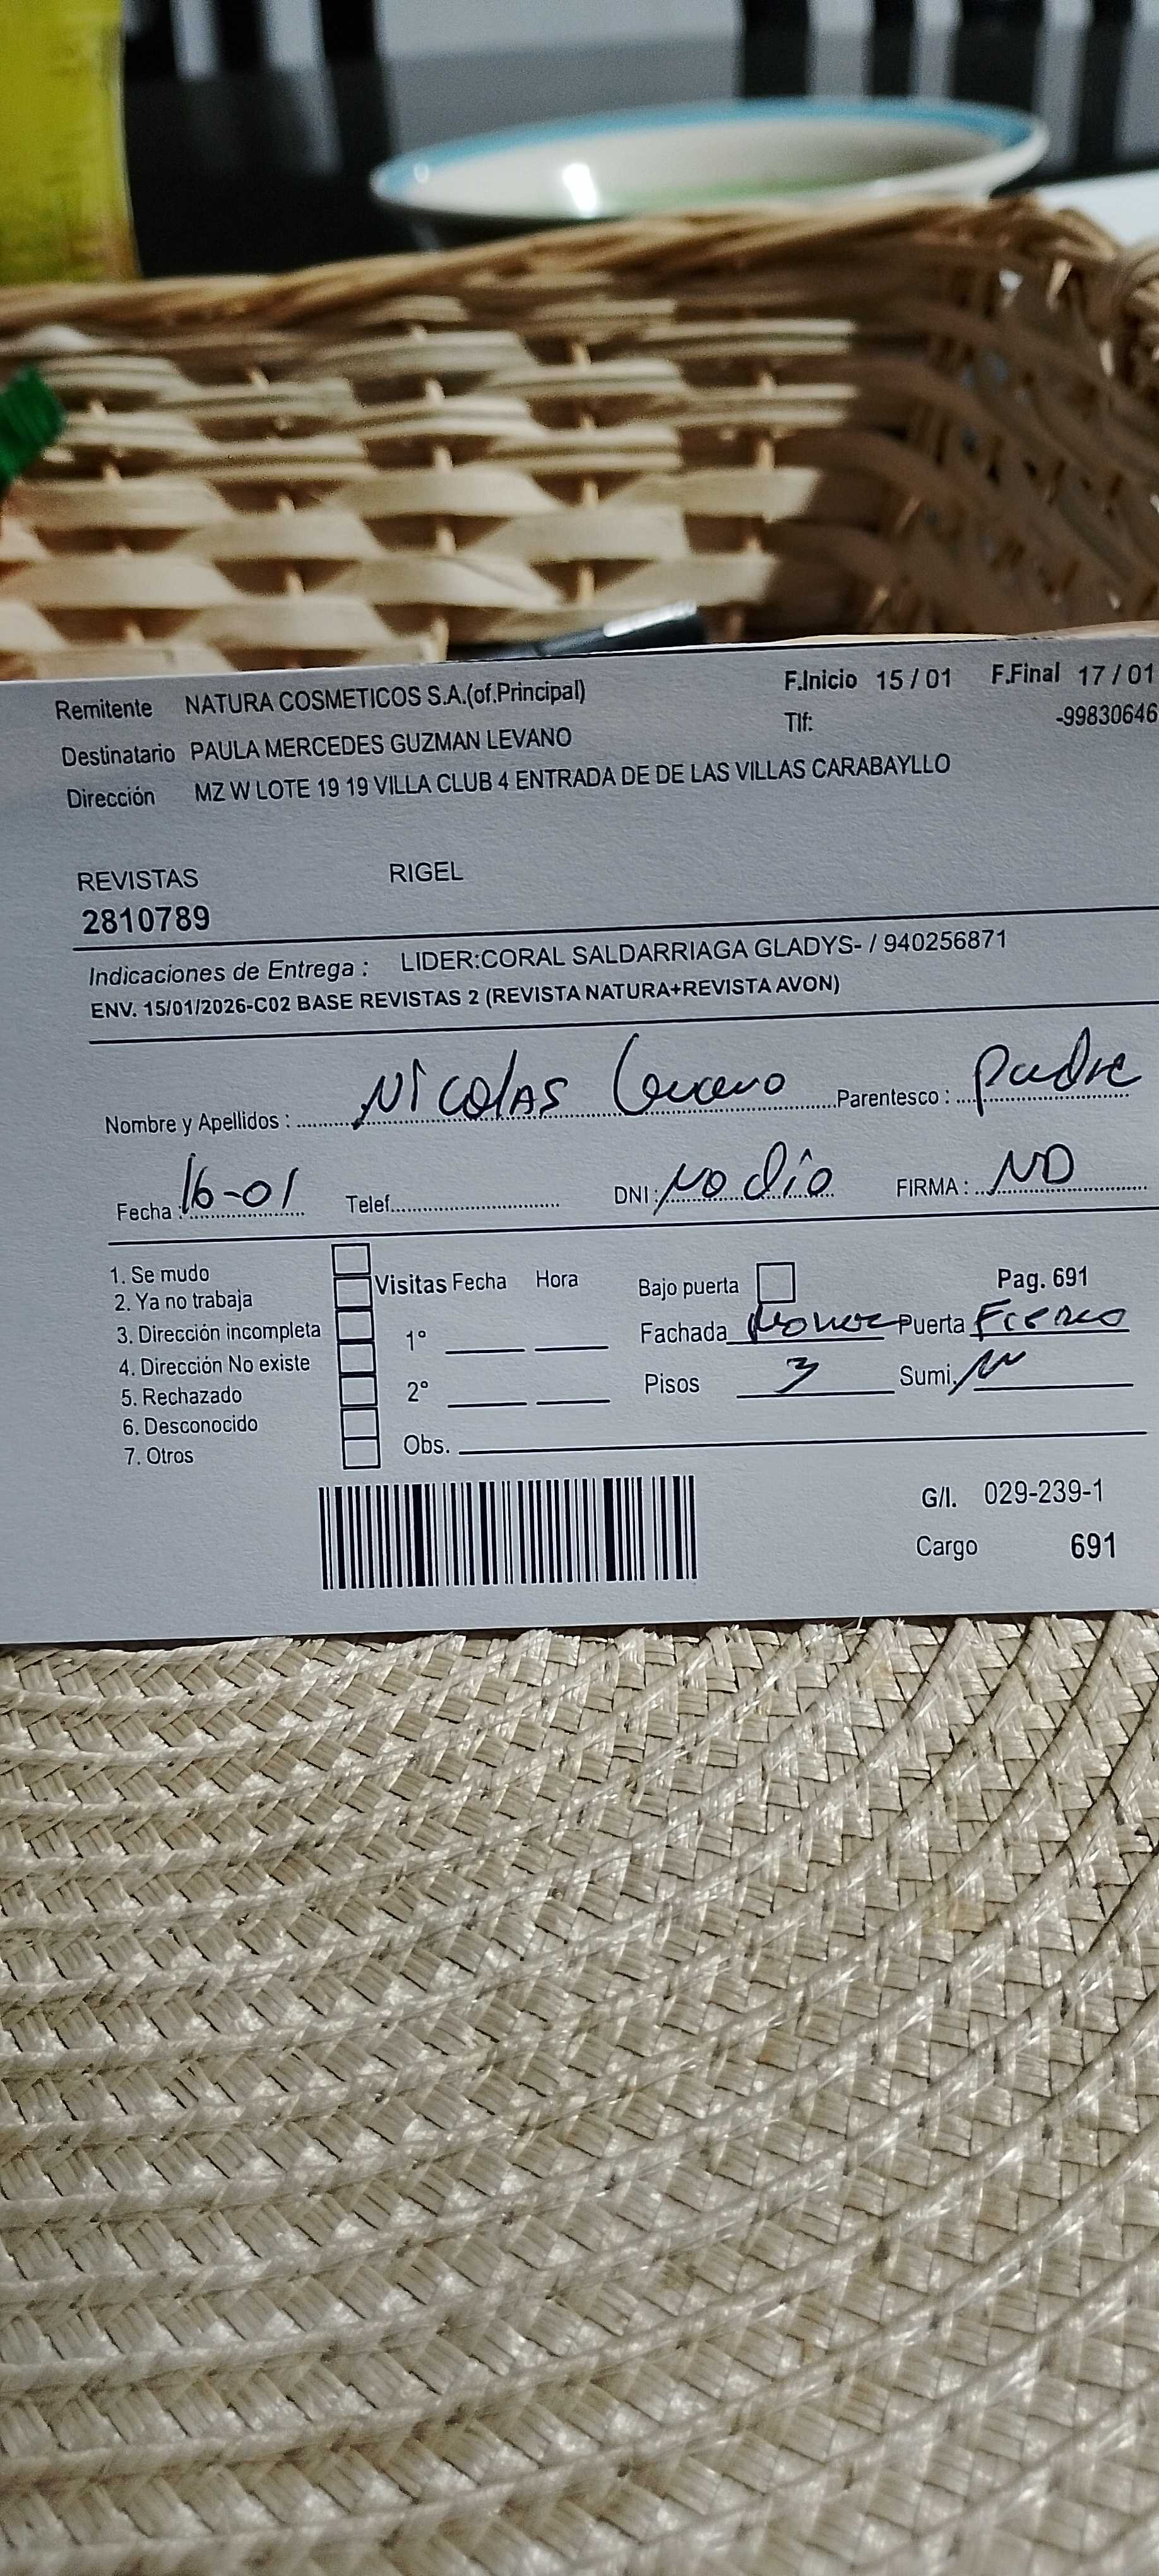 Remitente NATURA COSMETICOS S.A.(of.Principal) F.Inicio 15 / 01 F.Final 17 / 01
Destinatario PAULA MERCEDES GUZMAN LEVANO Tlf: -99830646
Dirección MZ W LOTE 19 19 VILLA CLUB 4 ENTRADA DE DE LAS VILLAS CARABAYLLO
REVISTAS RIGEL
2810789
Indicaciones de Entrega : LIDER:CORAL SALDARRIAGA GLADYS- / 940256871
ENV. 15/01/2026-C02 BASE REVISTAS 2 (REVISTA NATURA+REVISTA AVON)
Nombre y Apellidos : Nicolas Parentesco : Padre
Fecha : 16-01 Telef. DNI : No dio FIRMA : ND
1. Se mudo
2. Ya no trabaja
3. Dirección incompleta
4. Dirección No existe
5. Rechazado
6. Desconocido
7. Otros
Visitas Fecha Hora
1°
2°
Obs.
Bajo puerta Pag. 691
Fachada Puerta
Pisos 3 Sumi.
G/I. 029-239-1
Cargo 691